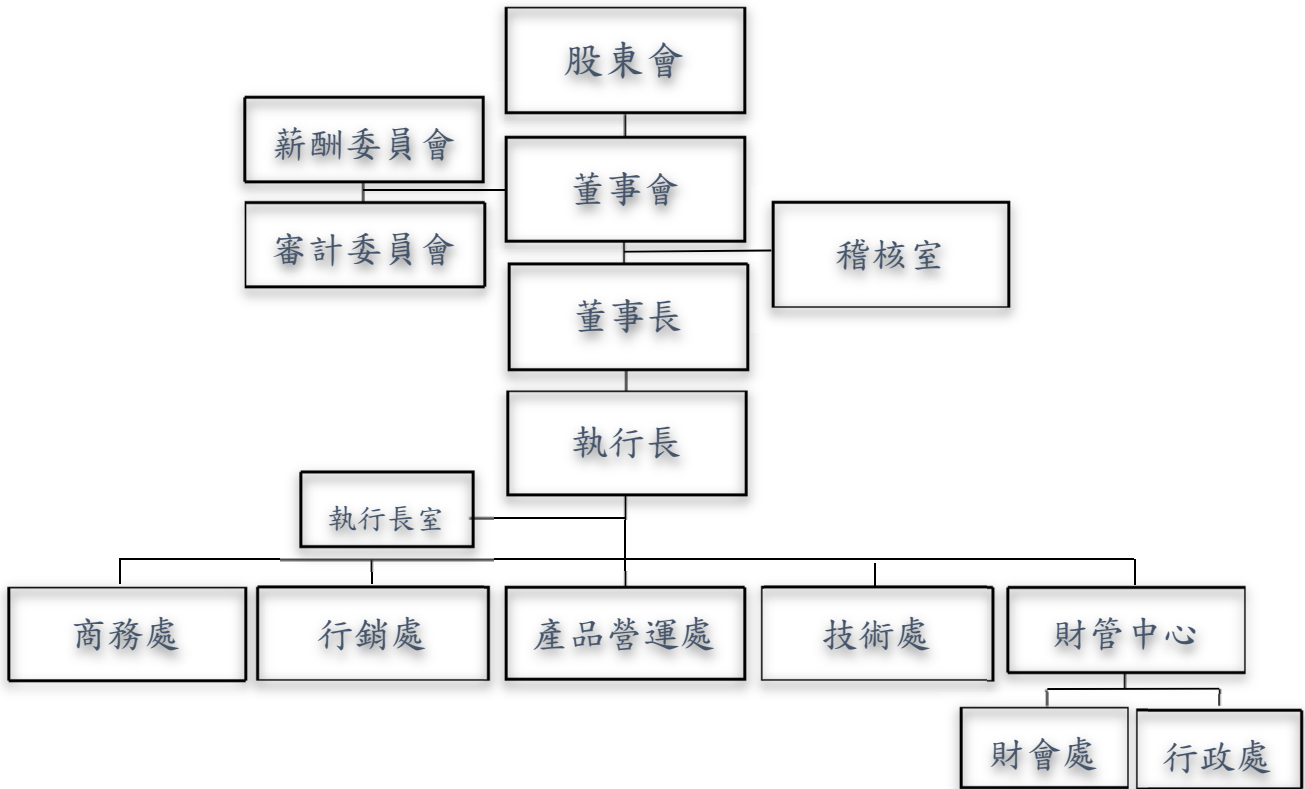 股東會
薪酬委員會
董事會
審計委員會
稽核室
董事長
執行長
執行長室
商務處
行銷處
產品營運處
技術處
財管中心
財會處
行政處